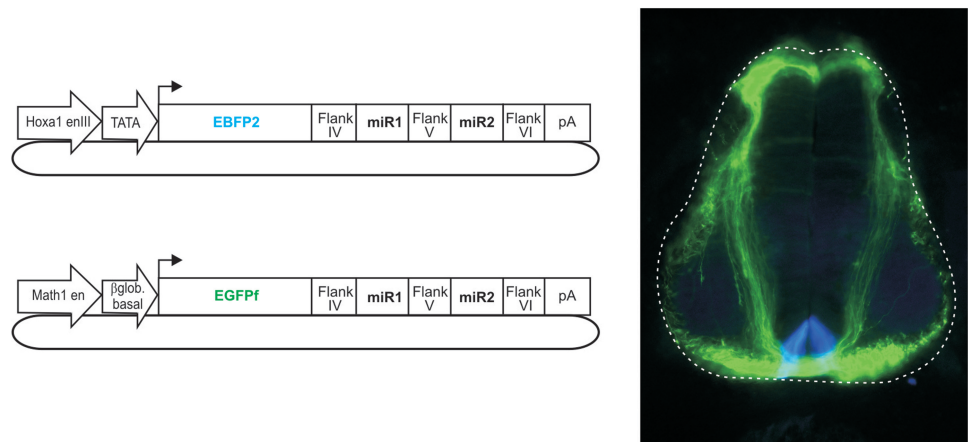 Hoxa1 enIII TATA EBFP2 Flank IV miR1 Flank V miR2 Flank VI pA
Math1 en βglob. basal EGFPf Flank IV miR1 Flank V miR2 Flank VI pA